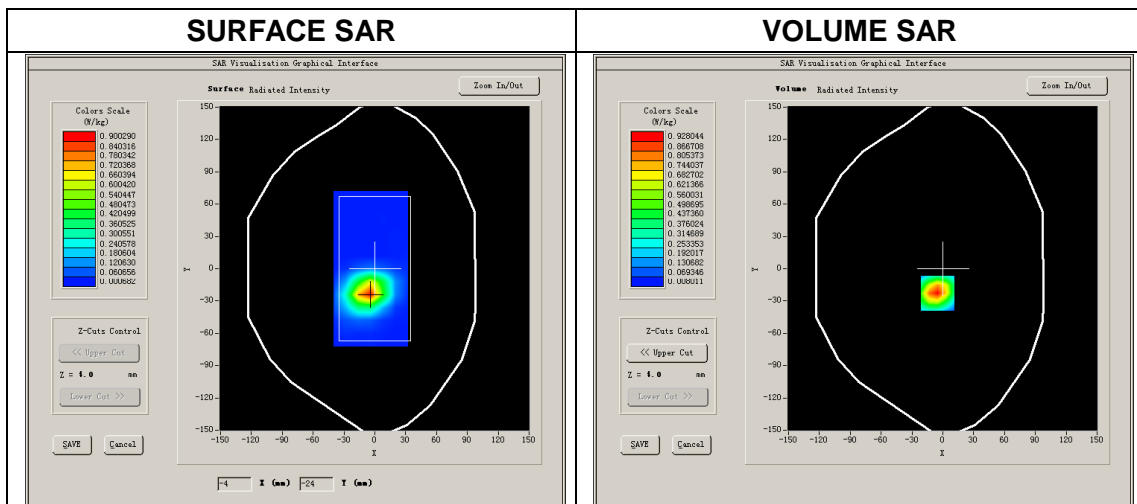 SURFACE SAR
VOLUME SAR
SAR Visualisation Graphical Interface
Surface Radiated Intensity
Zoom In/Out
Colors Scale
(W/kg)
0.900290
0.840316
0.780342
0.720368
0.660394
0.600420
0.540447
0.480473
0.420499
0.360525
0.300551
0.240578
0.180604
0.120630
0.060656
0.000682
150
120
90
60
30
0
-30
-60
-90
-120
-150
Y
-150 -120 -90 -60 -30 0 30 60 90 120 150
X
Z-Cuts Control
<< Upper Cut
Z = 4.0 mm
Lower Cut >>
SAVE Cancel
-4 X (mm) -24 Y (mm)
SAR Visualisation Graphical Interface
Volume Radiated Intensity
Zoom In/Out
Colors Scale
(W/kg)
0.928044
0.866708
0.805373
0.744037
0.682702
0.621366
0.560031
0.498695
0.437360
0.376024
0.314689
0.253353
0.192017
0.130682
0.069346
0.008011
150
120
90
60
30
0
-30
-60
-90
-120
-150
Y
-150 -120 -90 -60 -30 0 30 60 90 120 150
X
Z-Cuts Control
<< Upper Cut
Z = 4.0 mm
Lower Cut >>
SAVE Cancel